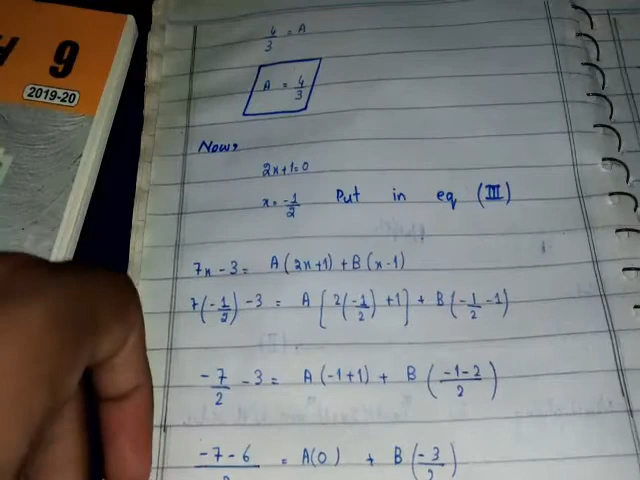 6
2019-20
4/3 = A
A = 4/3
Now,
2x+1=0
x = -1/2 Put in eq (III)
7x-3 = A(2x+1)+B(x-1)
7(-1/2)-3 = A[2(-1/2)+1]+B(-1/2-1)
-7/2-3 = A(-1+1)+B(-1-2/2)
-7-6/2 = A(0)+B(-3/2)